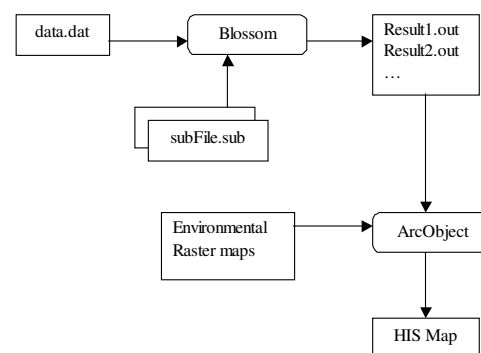 data.dat
Blossom
Result1.out
Result2.out
…
subFile.sub
Environmental
Raster maps
ArcObject
HIS Map